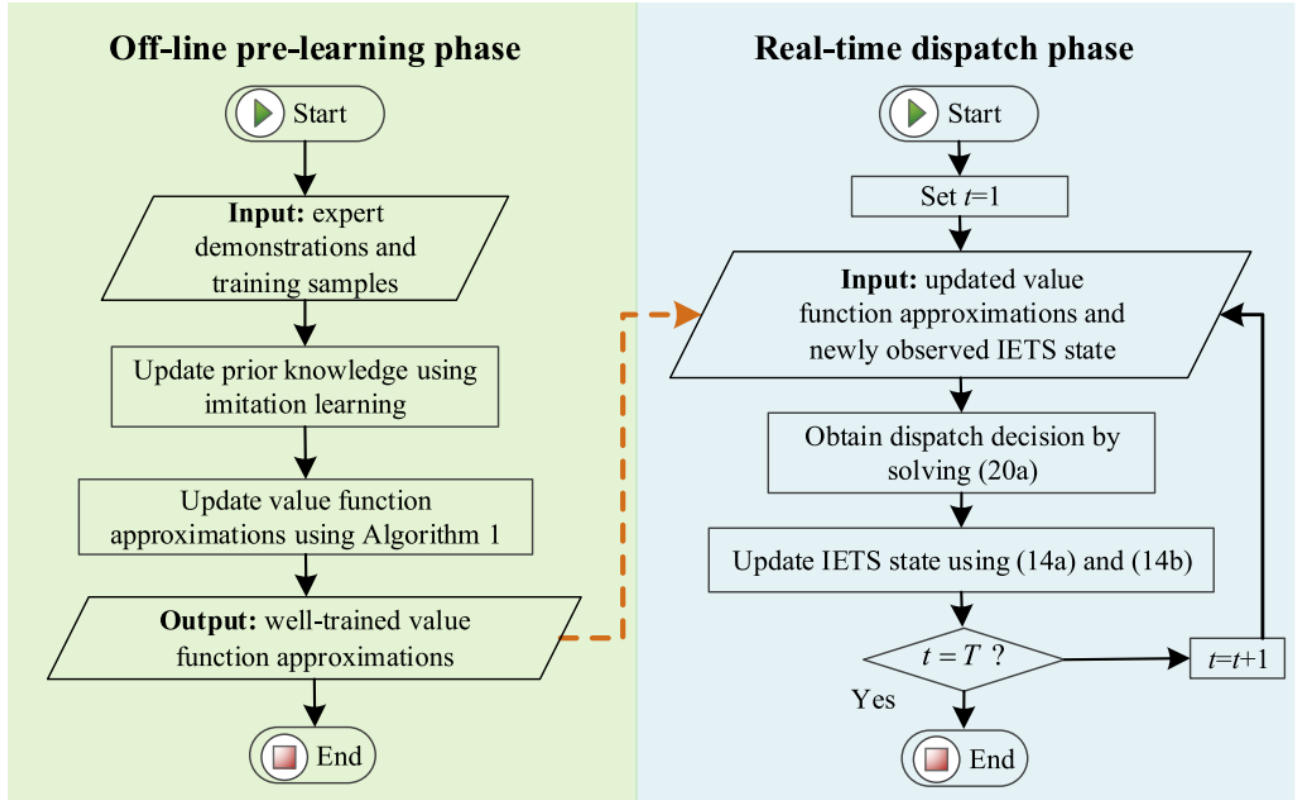 Off-line pre-learning phase
Start
Input: expert
demonstrations and
training samples
Update prior knowledge using
imitation learning
Update value function
approximations using Algorithm 1
Output: well-trained value
function approximations
End
Real-time dispatch phase
Start
Set t=1
Input: updated value
function approximations and
newly observed IETS state
Obtain dispatch decision by
solving (20a)
Update IETS state using (14a) and (14b)
t = T ?
t=t+1
Yes
End